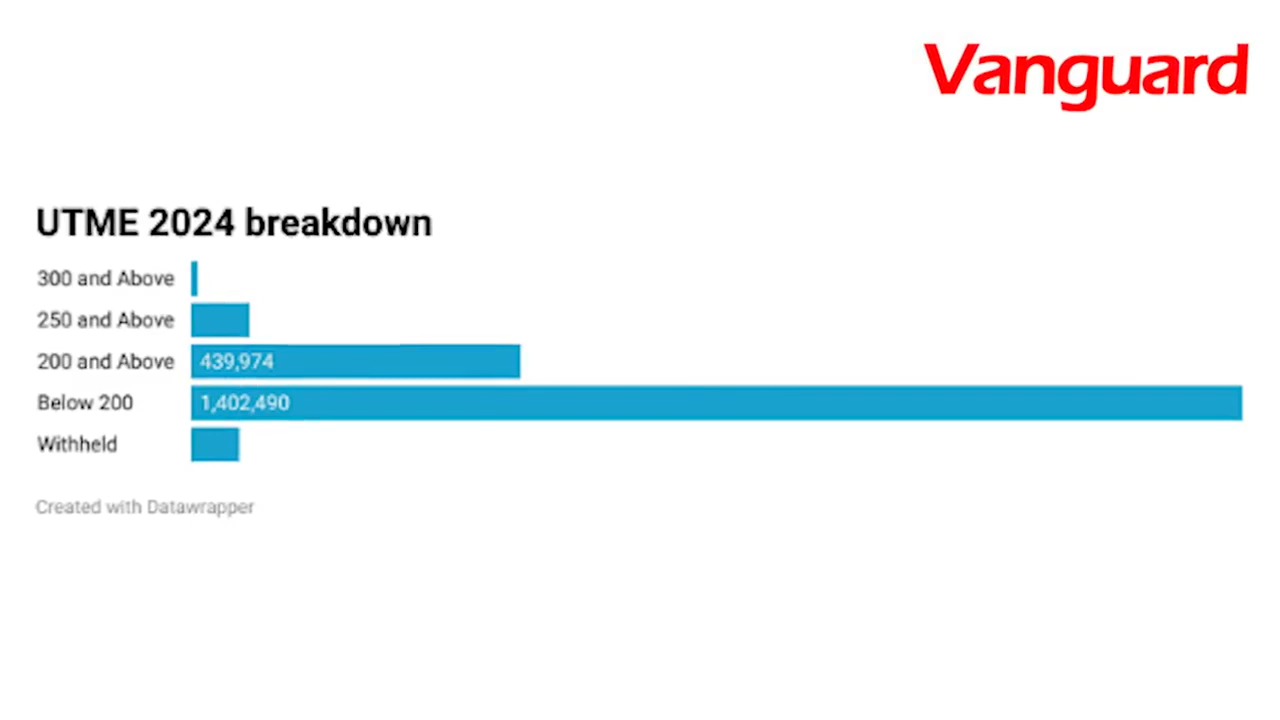 Vanguard
UTME 2024 breakdown
300 and Above
250 and Above
200 and Above 439,974
Below 200 1,402,490
Withheld
Created with Datawrapper